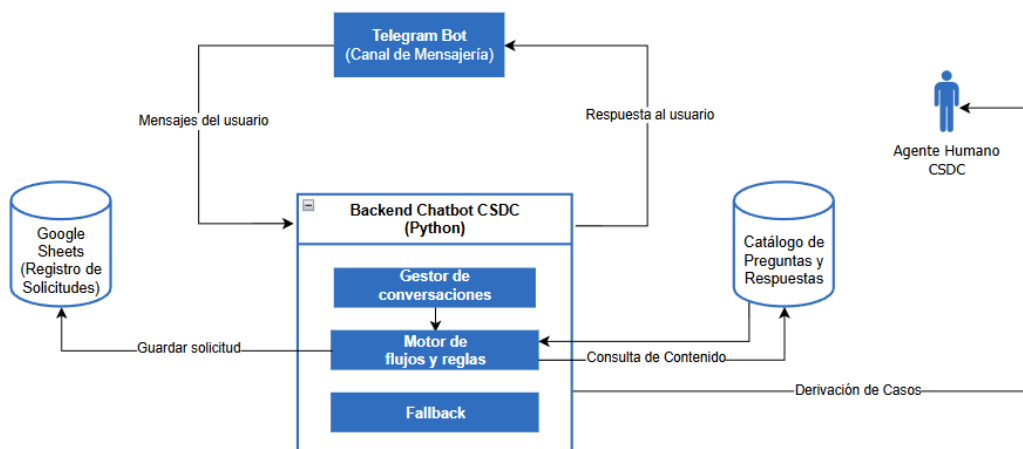 Telegram Bot
(Canal de Mensajería)
Mensajes del usuario
Respuesta al usuario
Agente Humano
CSDC
Google
Sheets
(Registro de
Solicitudes)
Backend Chatbot CSDC
(Python)
Catálogo de
Preguntas y
Respuestas
Gestor de
conversaciones
Motor de
flujos y reglas
Guardar solicitud
Consulta de Contenido
Derivación de Casos
Fallback